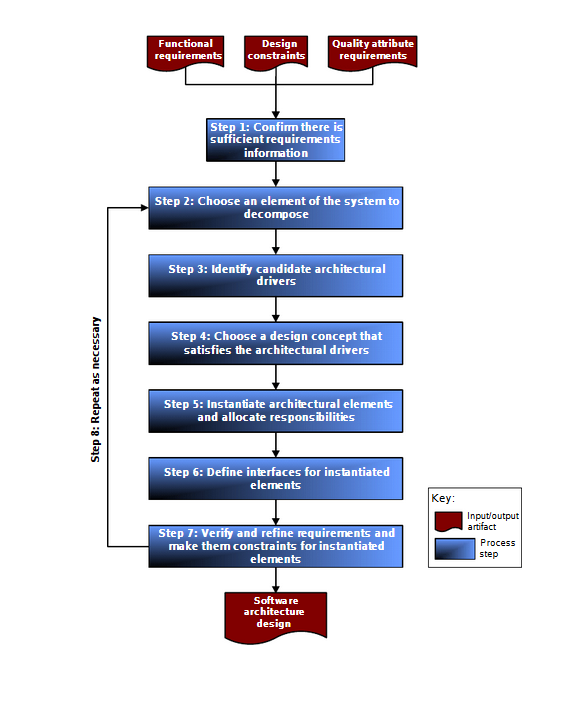 Functional
requirements
Design
constraints
Quality attribute
requirements
Step 1: Confirm there is
sufficient requirements
information
Step 2: Choose an element of the system to
decompose
Step 3: Identify candidate architectural
drivers
Step 4: Choose a design concept that
satisfies the architectural drivers
Step 5: Instantiate architectural elements
and allocate responsibilities
Step 6: Define interfaces for instantiated
elements
Step 7: Verify and refine requirements and
make them constraints for instantiated
elements
Step 8: Repeat as necessary
Software
architecture
design
Key:
Input/output
artifact
Process
step